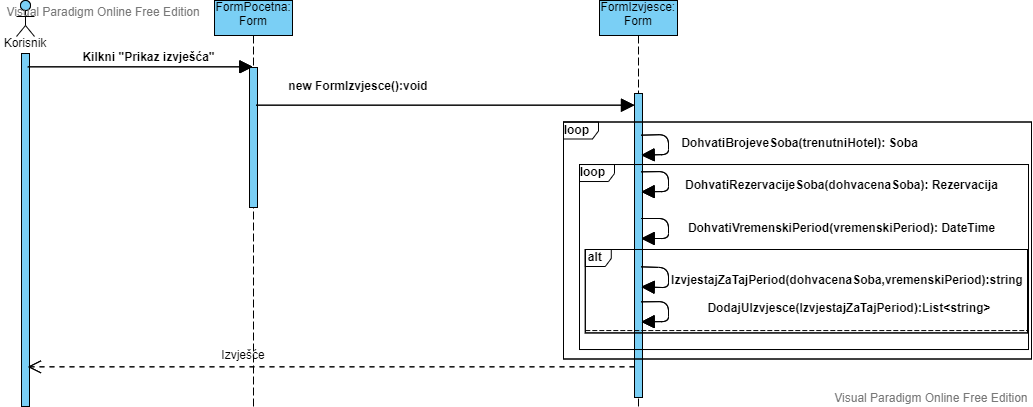 Visual Paradigm Online Free Edition
FormPocetna:
Form
FormIzvjesce:
Form
Korisnik
Kilkni "Prikaz izvješća"
new FormIzvjesce():void
loop
DohvatiBrojeveSoba(trenutniHotel): Soba
loop
DohvatiRezervacijeSoba(dohvacenaSoba): Rezervacija
DohvatiVremenskiPeriod(vremenskiPeriod): DateTime
alt
IzvjestajZaTajPeriod(dohvacenaSoba,vremenskiPeriod):string
DodajUIzvjesce(IzvjestajZaTajPeriod):List<string>
Izvješće
Visual Paradigm Online Free Edition